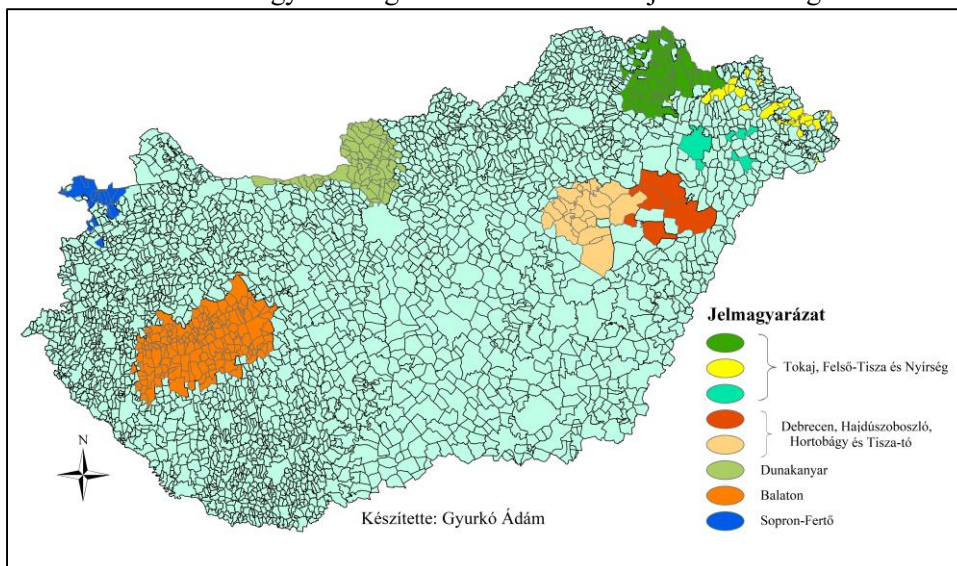 Jelmagyarázat
Tokaj, Felső-Tisza és Nyírség
Debrecen, Hajdúszoboszló,
Hortobágy és Tisza-tó
Dunakanyar
Balaton
Sopron-Fertő
N
Készítette: Gyurkó Ádám